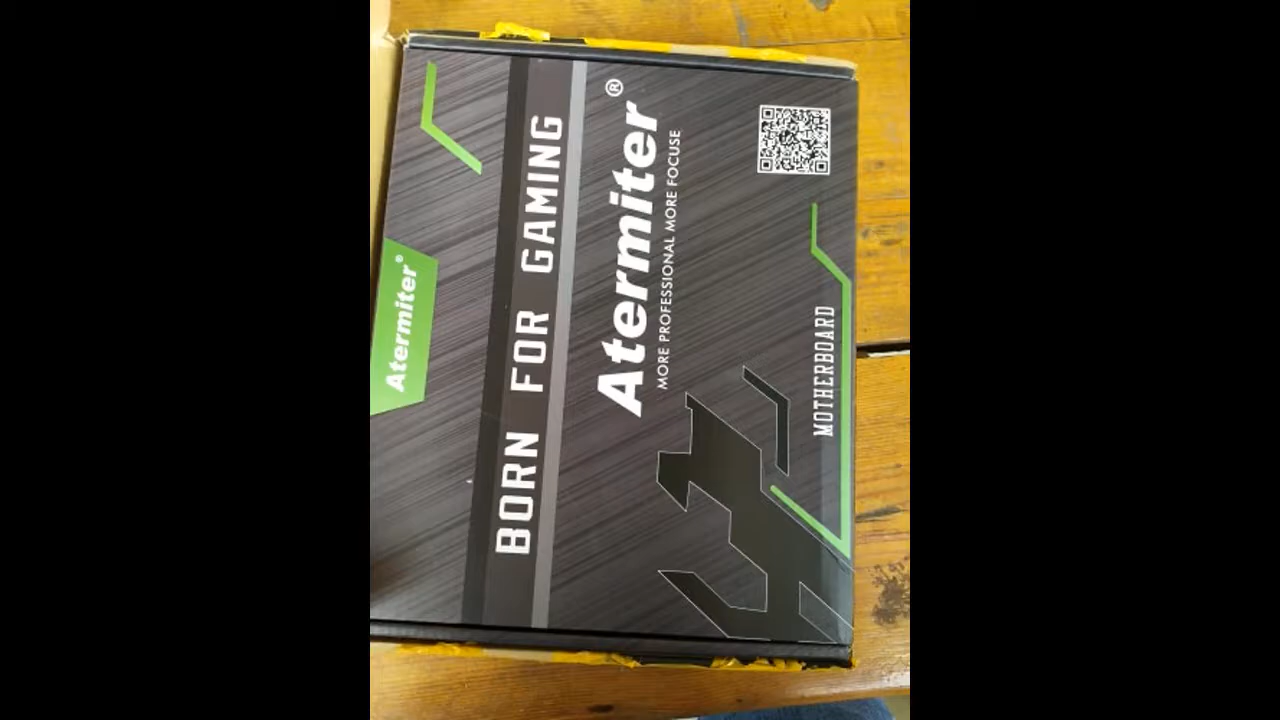 Atermiter®
BORN FOR GAMING
Atermiter®
MORE PROFESSIONAL MORE FOCUSE
MOTHERBOARD